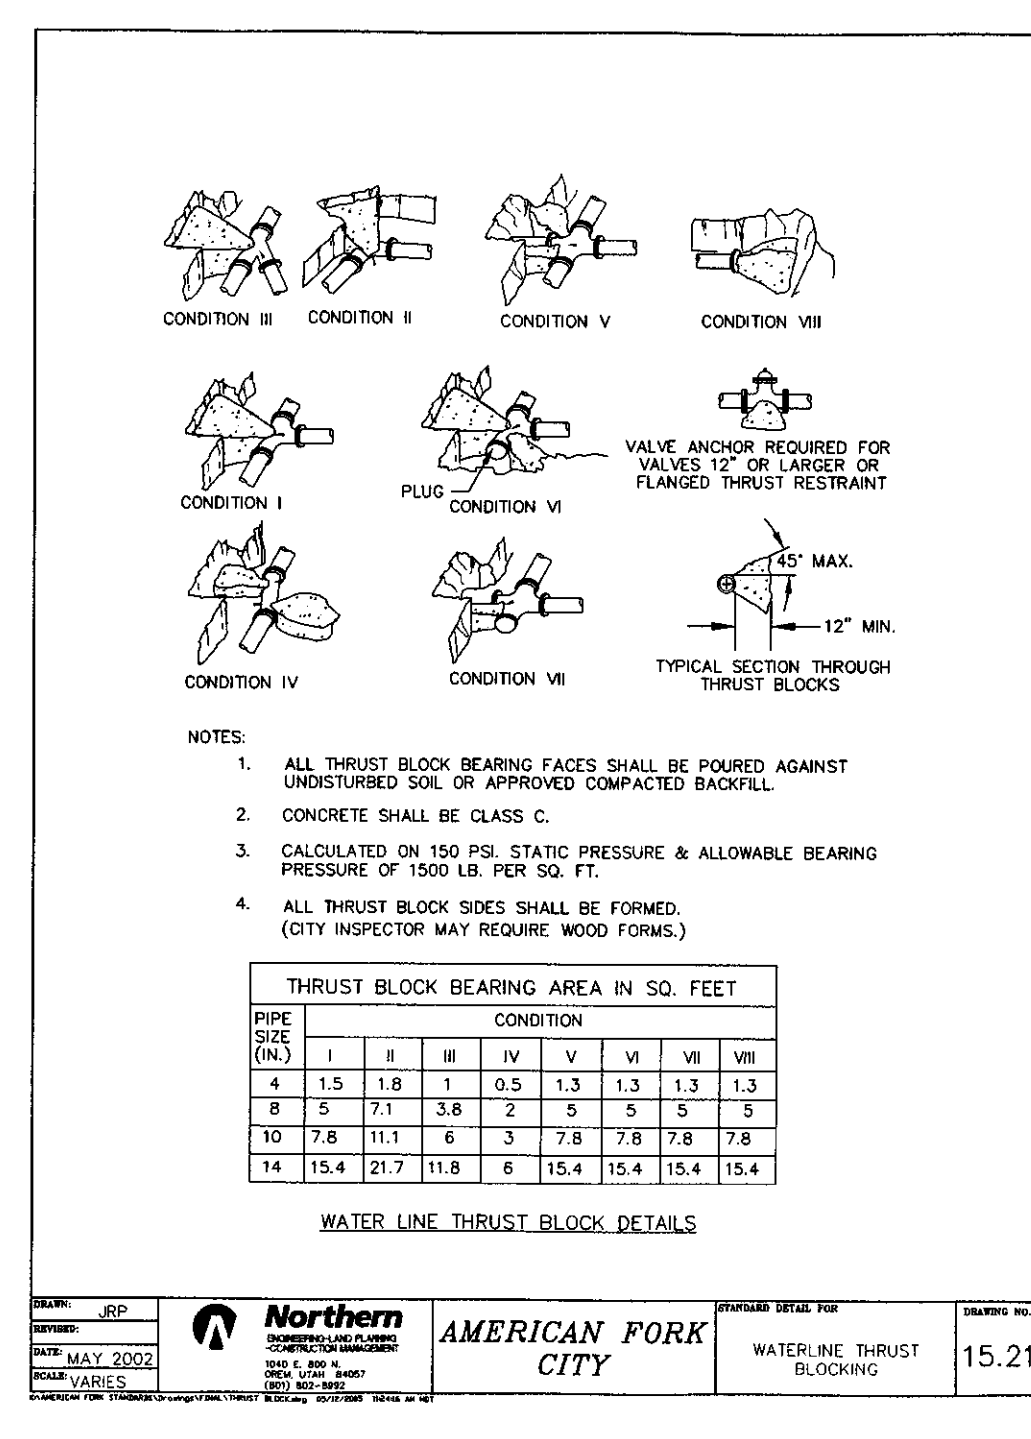 CONDITION III
CONDITION II
CONDITION V
CONDITION VIII
CONDITION I
PLUG
CONDITION VI
VALVE ANCHOR REQUIRED FOR
VALVES 12" OR LARGER OR
FLANGED THRUST RESTRAINT
CONDITION IV
CONDITION VII
45° MAX.
12" MIN.
TYPICAL SECTION THROUGH
THRUST BLOCKS
NOTES:
1. ALL THRUST BLOCK BEARING FACES SHALL BE POURED AGAINST
UNDISTURBED SOIL OR APPROVED COMPACTED BACKFILL.
2. CONCRETE SHALL BE CLASS C.
3. CALCULATED ON 150 PSI. STATIC PRESSURE & ALLOWABLE BEARING
PRESSURE OF 1500 LB. PER SQ. FT.
4. ALL THRUST BLOCK SIDES SHALL BE FORMED.
(CITY INSPECTOR MAY REQUIRE WOOD FORMS.)
THRUST BLOCK BEARING AREA IN SQ. FEET
PIPE SIZE (IN.) CONDITION
I II III IV V VI VII VIII
4 1.5 1.8 1 0.5 1.3 1.3 1.3 1.3
8 5 7.1 3.8 2 5 5 5 5
10 7.8 11.1 6 3 7.8 7.8 7.8 7.8
14 15.4 21.7 11.8 6 15.4 15.4 15.4 15.4
WATER LINE THRUST BLOCK DETAILS
DRAWN: JRP
REVISED:
DATE: MAY 2002
SCALE: VARIES
Northern
ENGINEERING-LAND PLANNING
-CONSTRUCTION MANAGEMENT
1040 E. 800 N.
OREM, UTAH 84057
(801) 802-8992
AMERICAN FORK
CITY
STANDARD DETAIL FOR
WATERLINE THRUST
BLOCKING
DRAWING NO.
15.21